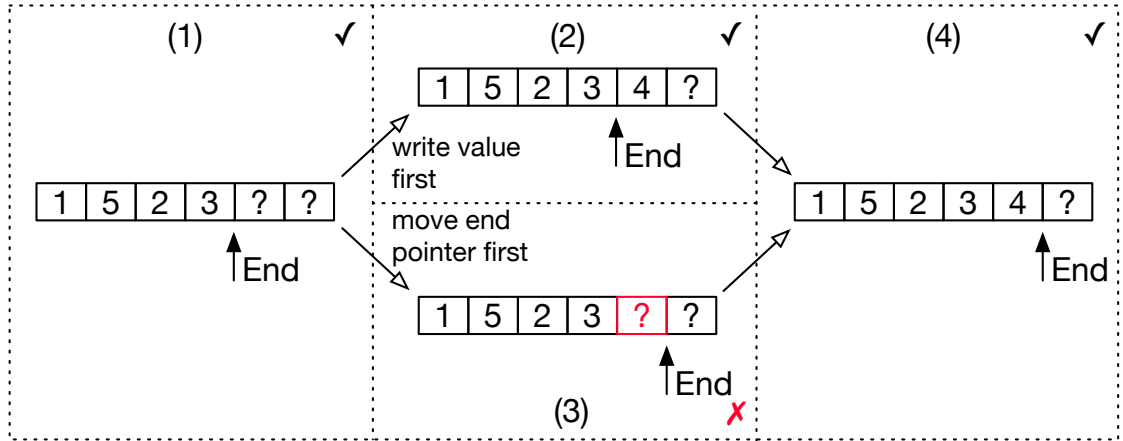 (1) ✓
(2) ✓
(4) ✓
1 5 2 3 4 ?
End
write value
first
1 5 2 3 ? ?
End
move end
pointer first
1 5 2 3 4 ?
End
1 5 2 3 ? ?
End
(3) ✗